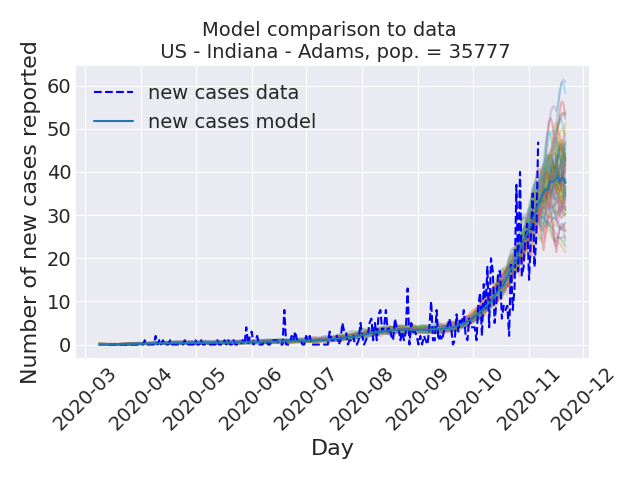 Model comparison to data
US - Indiana - Adams, pop. = 35777
Number of new cases reported
60
50
40
30
20
10
0
new cases data
new cases model
2020-03
2020-04
2020-05
2020-06
2020-07
2020-08
2020-09
2020-10
2020-11
2020-12
Day